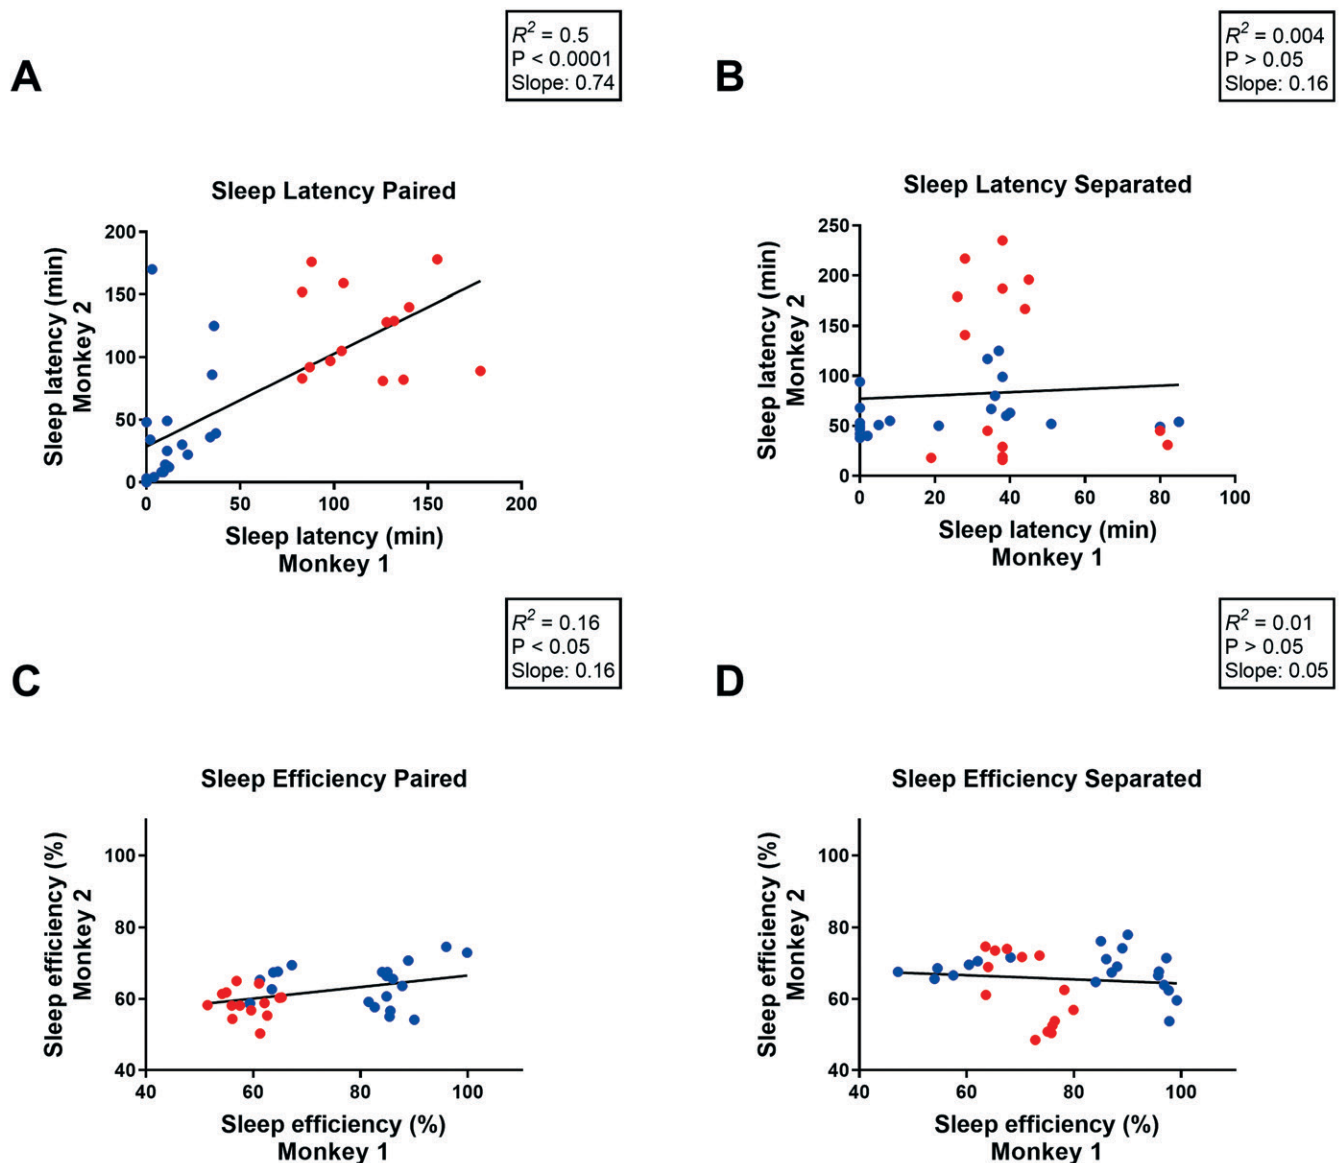 A
R² = 0.5
P < 0.0001
Slope: 0.74
Sleep Latency Paired
Sleep latency (min)
Monkey 2
200
150
100
50
0
0 50 100 150 200
Sleep latency (min)
Monkey 1
B
R² = 0.004
P > 0.05
Slope: 0.16
Sleep Latency Separated
Sleep latency (min)
Monkey 2
250
200
150
100
50
0
0 20 40 60 80 100
Sleep latency (min)
Monkey 1
C
R² = 0.16
P < 0.05
Slope: 0.16
Sleep Efficiency Paired
Sleep efficiency (%)
Monkey 2
100
80
60
40
40 60 80 100
Sleep efficiency (%)
Monkey 1
D
R² = 0.01
P > 0.05
Slope: 0.05
Sleep Efficiency Separated
Sleep efficiency (%)
Monkey 2
100
80
60
40
40 60 80 100
Sleep efficiency (%)
Monkey 1